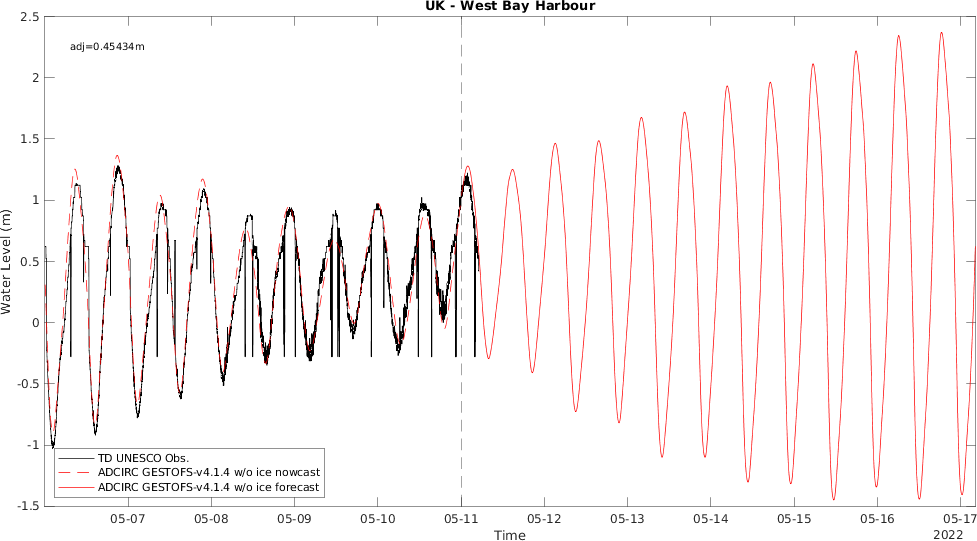 UK - West Bay Harbour
adj=0.45434m
2.5
2
1.5
1
0.5
0
-0.5
-1
-1.5
Water Level (m)
TD UNESCO Obs.
ADCIRC GESTOFS-v4.1.4 w/o ice nowcast
ADCIRC GESTOFS-v4.1.4 w/o ice forecast
05-07 05-08 05-09 05-10 05-11 05-12 05-13 05-14 05-15 05-16 05-17
Time
2022